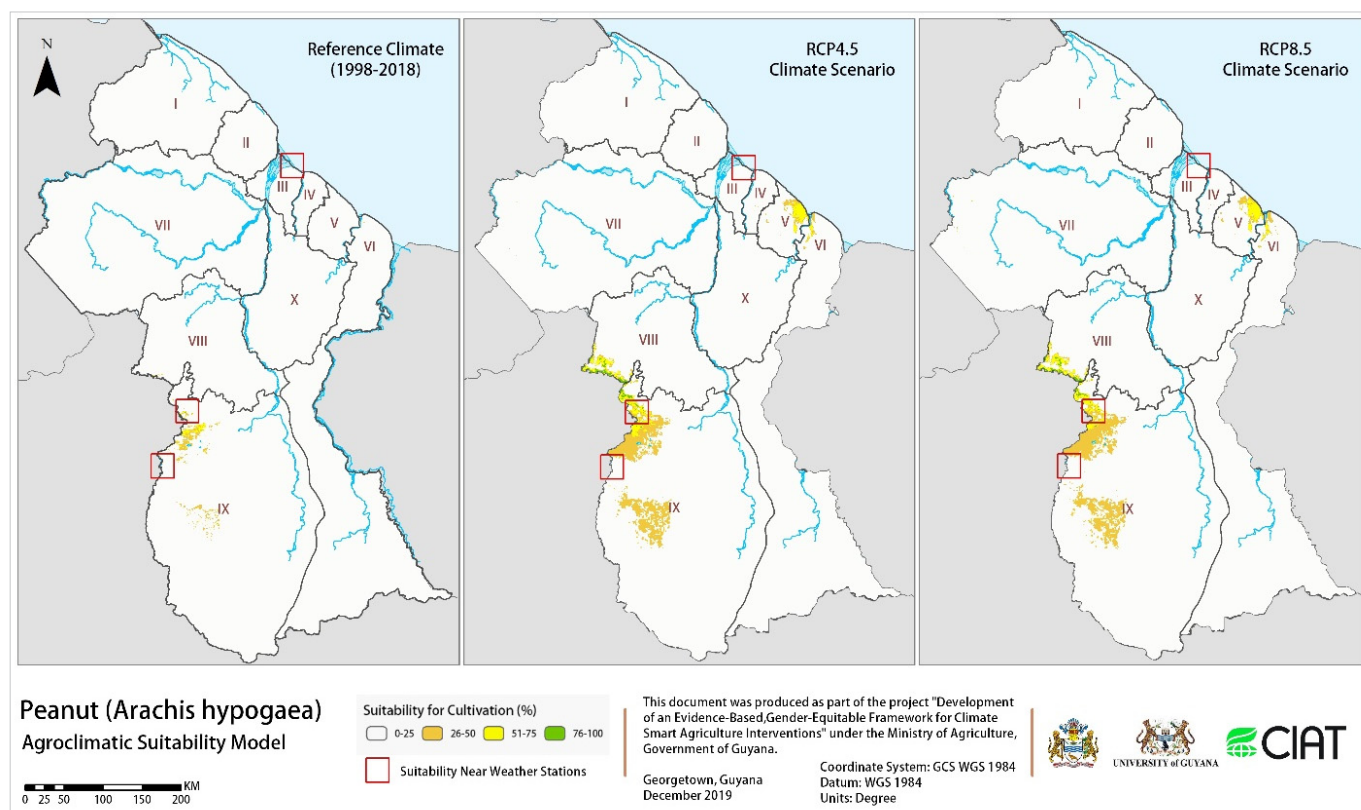 N
Reference Climate
(1998-2018)
I
II
III
IV
V
VI
VII
VIII
IX
X
RCP4.5
Climate Scenario
I
II
III
IV
V
VI
VII
VIII
IX
X
RCP8.5
Climate Scenario
I
II
III
IV
V
VI
VII
VIII
IX
X
Peanut (Arachis hypogaea)
Agroclimatic Suitability Model
0 25 50 100 150 200 KM
Suitability for Cultivation (%)
0-25 26-50 51-75 76-100
Suitability Near Weather Stations
This document was produced as part of the project "Development
of an Evidence-Based,Gender-Equitable Framework for Climate
Smart Agriculture Interventions" under the Ministry of Agriculture,
Government of Guyana.
Georgetown, Guyana
December 2019
Coordinate System: GCS WGS 1984
Datum: WGS 1984
Units: Degree
UNIVERSITY of GUYANA
CIAT